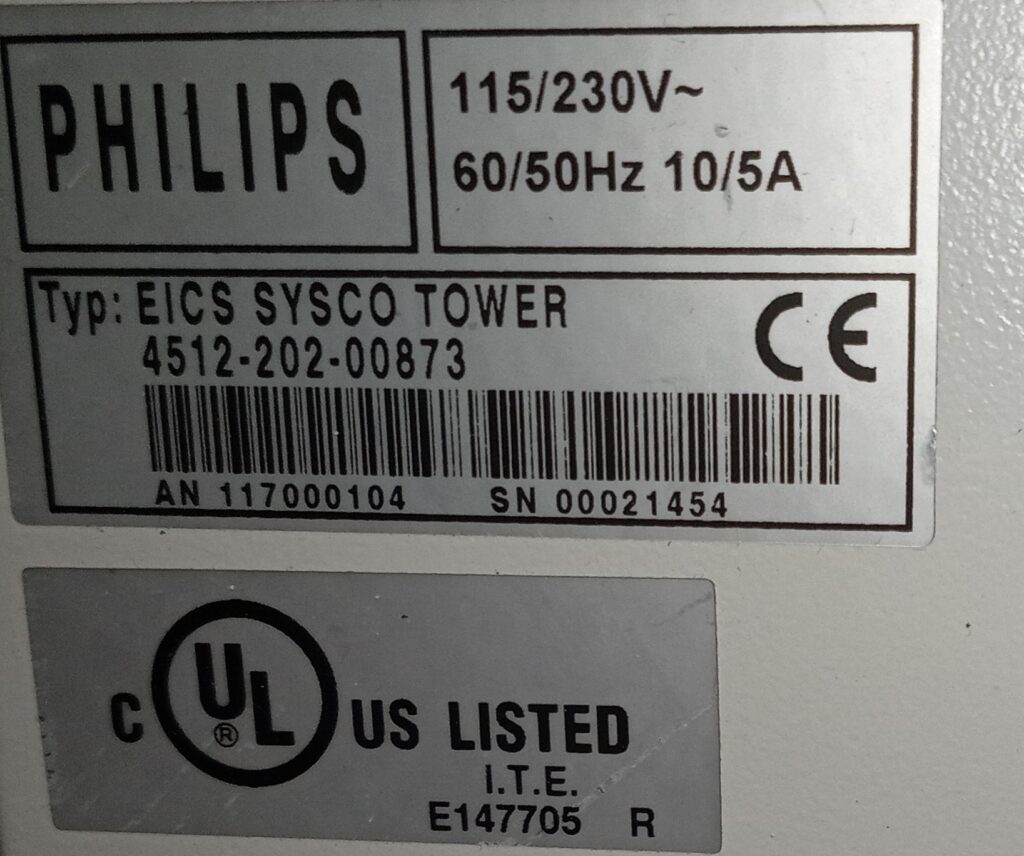 PHILIPS
115/230V~
60/50Hz 10/5A
Typ: EICS SYSCO TOWER
4512-202-00873
CE
AN 117000104 SN 00021454
C UL ® US LISTED
I.T.E.
E147705 R